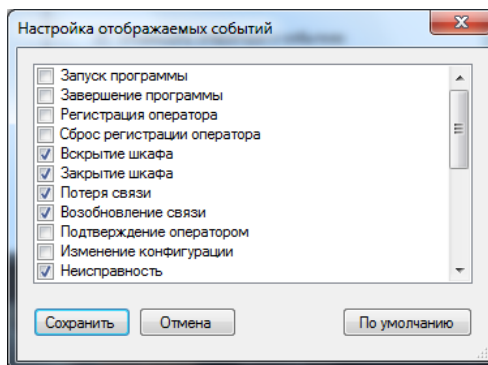 Настройка отображаемых событий
Запуск программы
Завершение программы
Регистрация оператора
Сброс регистрации оператора
Вскрытие шкафа
Закрытие шкафа
Потеря связи
Возобновление связи
Подтверждение оператором
Изменение конфигурации
Неисправность
Сохранить Отмена По умолчанию